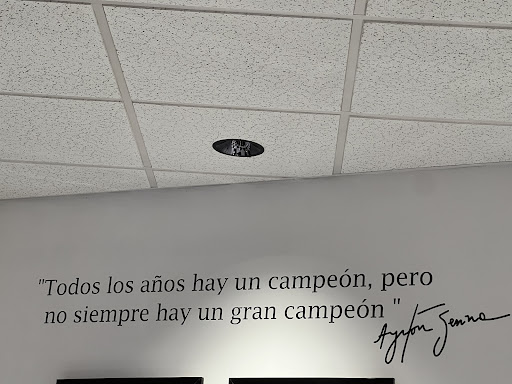 "Todos los años hay un campeón, pero
no siempre hay un gran campeón "
Ayrton Senna